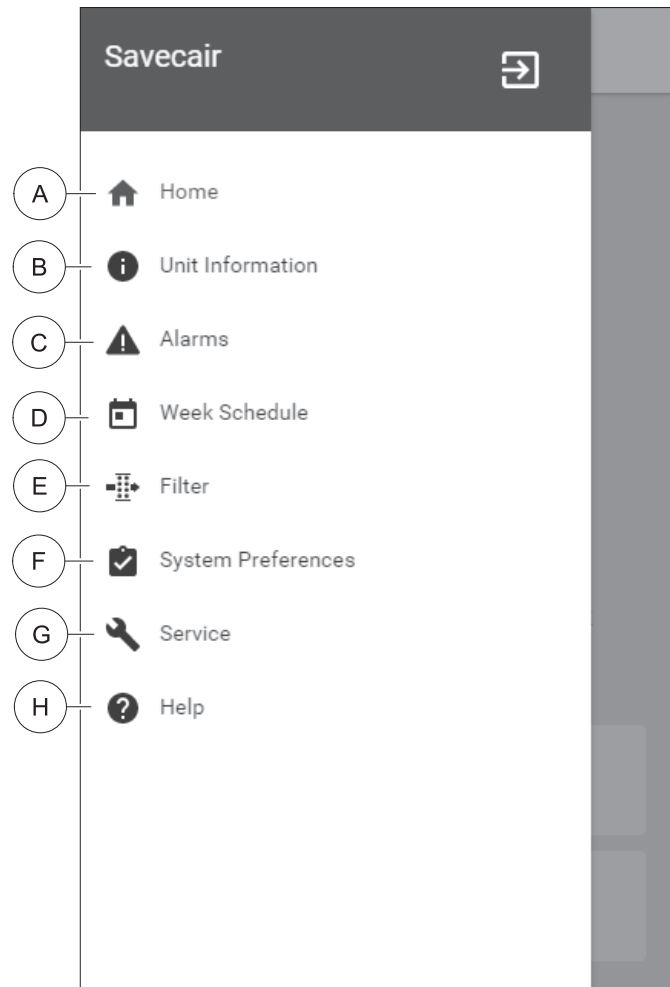 Savecair
A Home
B Unit Information
C Alarms
D Week Schedule
E Filter
F System Preferences
G Service
H Help